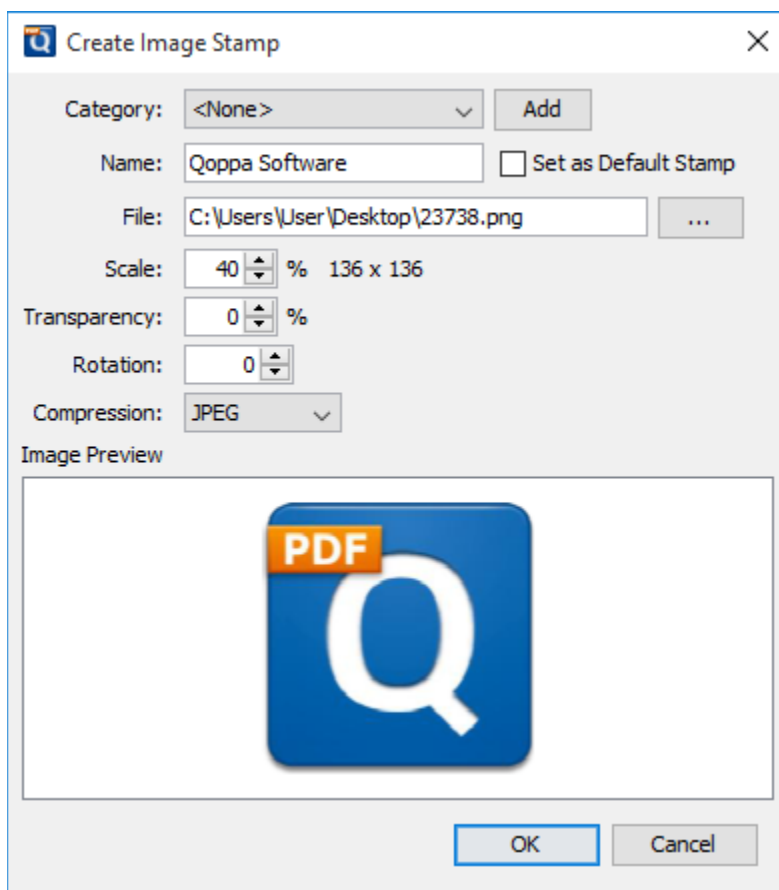 Create Image Stamp
Category: <None> Add
Name: Qoppa Software Set as Default Stamp
File: C:\Users\User\Desktop\23738.png ...
Scale: 40 % 136 x 136
Transparency: 0 %
Rotation: 0
Compression: JPEG
Image Preview
PDF
Q
OK Cancel